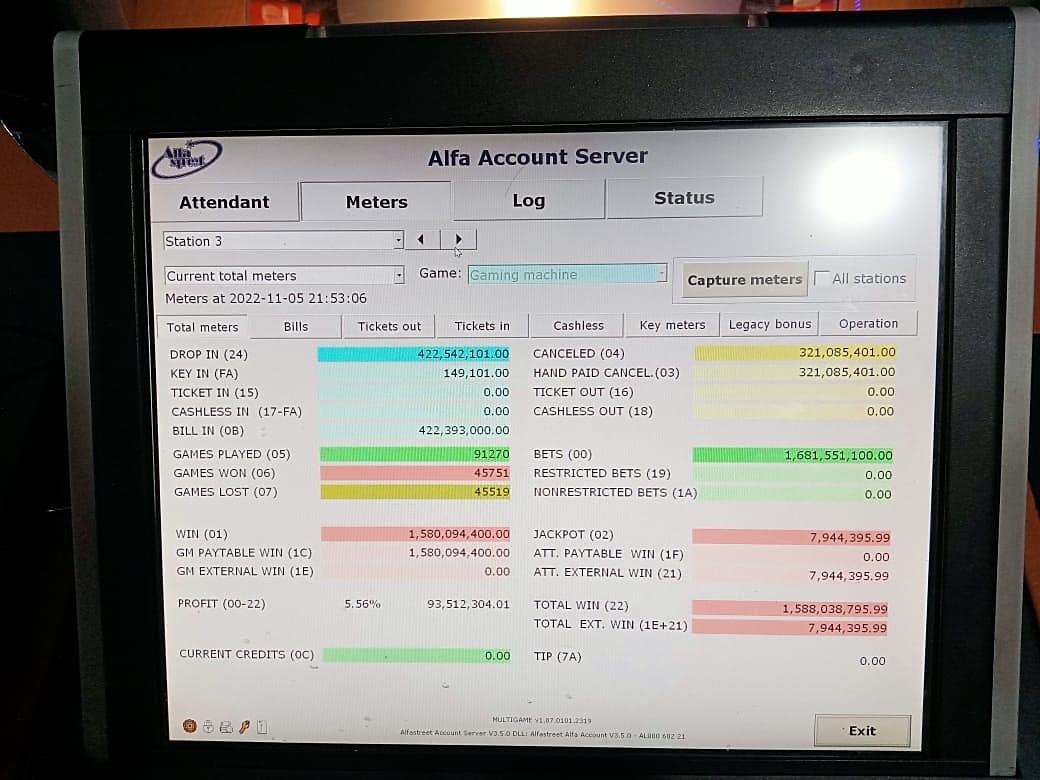 Alfa street
Alfa Account Server
Attendant Meters Log Status
Station 3
Current total meters Game: Gaming machine Capture meters All stations
Meters at 2022-11-05 21:53:06
Total meters Bills Tickets out Tickets in Cashless Key meters Legacy bonus Operation
DROP IN (24) 422,542,101.00 CANCELED (04) 321,085,401.00
KEY IN (FA) 149,101.00 HAND PAID CANCEL.(03) 321,085,401.00
TICKET IN (15) 0.00 TICKET OUT (16) 0.00
CASHLESS IN (17-FA) 0.00 CASHLESS OUT (18) 0.00
BILL IN (0B) 422,393,000.00
GAMES PLAYED (05) 91270 BETS (00) 1,681,551,100.00
GAMES WON (06) 45751 RESTRICTED BETS (19) 0.00
GAMES LOST (07) 45519 NONRESTRICTED BETS (1A) 0.00
WIN (01) 1,580,094,400.00 JACKPOT (02) 7,944,395.99
GM PAYTABLE WIN (1C) 1,580,094,400.00 ATT. PAYTABLE WIN (1F) 0.00
GM EXTERNAL WIN (1E) 0.00 ATT. EXTERNAL WIN (21) 7,944,395.99
PROFIT (00-22) 5.56% 93,512,304.01 TOTAL WIN (22) 1,588,038,795.99
TOTAL EXT. WIN (1E+21) 7,944,395.99
CURRENT CREDITS (0C) 0.00 TIP (7A) 0.00
MULTIGAME v1.87.0101.2319
Alfastreet Account Server V3.5.0 DLL: Alfastreet Alfa Account V3.5.0 - AL880 602 21
Exit